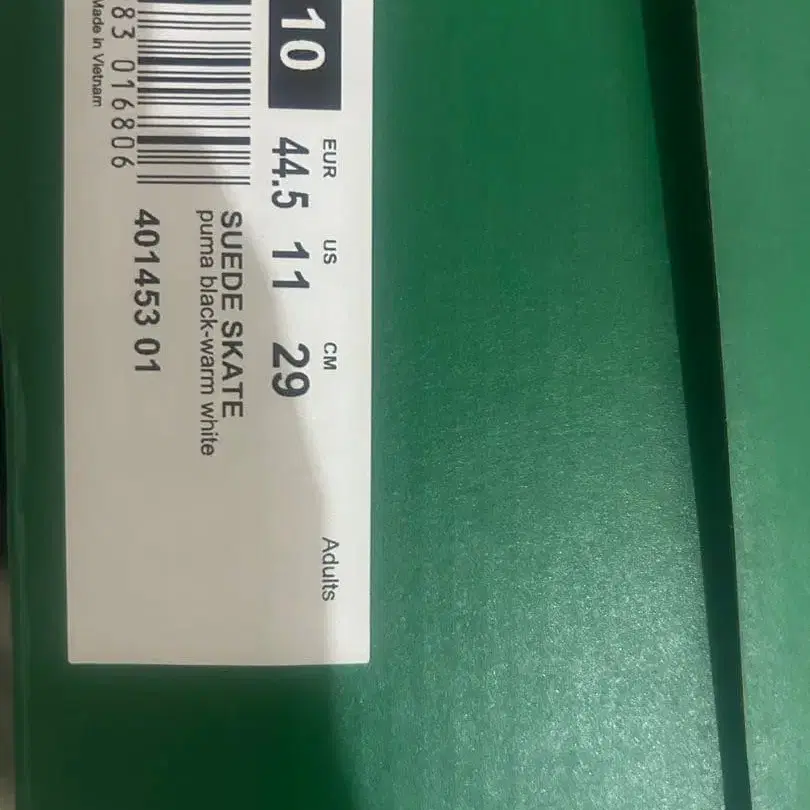 EUR US CM Adults
10 44.5 11 29
SUEDE SKATE
puma black-warm white
401453 01
83 016806
Made in Vietnam